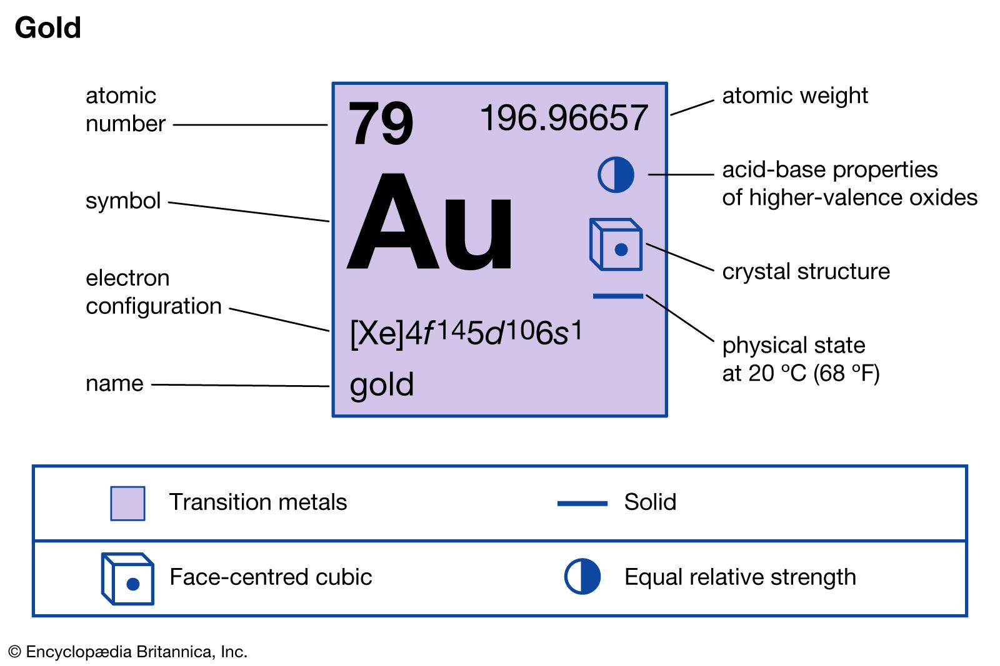 Gold
atomic
number
79
196.96657
atomic weight
symbol
Au
acid-base properties
of higher-valence oxides
crystal structure
electron
configuration
[Xe]4f¹⁴5d¹⁰6s¹
physical state
at 20 ºC (68 ºF)
name
gold
Transition metals
Solid
Face-centred cubic
Equal relative strength
© Encyclopædia Britannica, Inc.